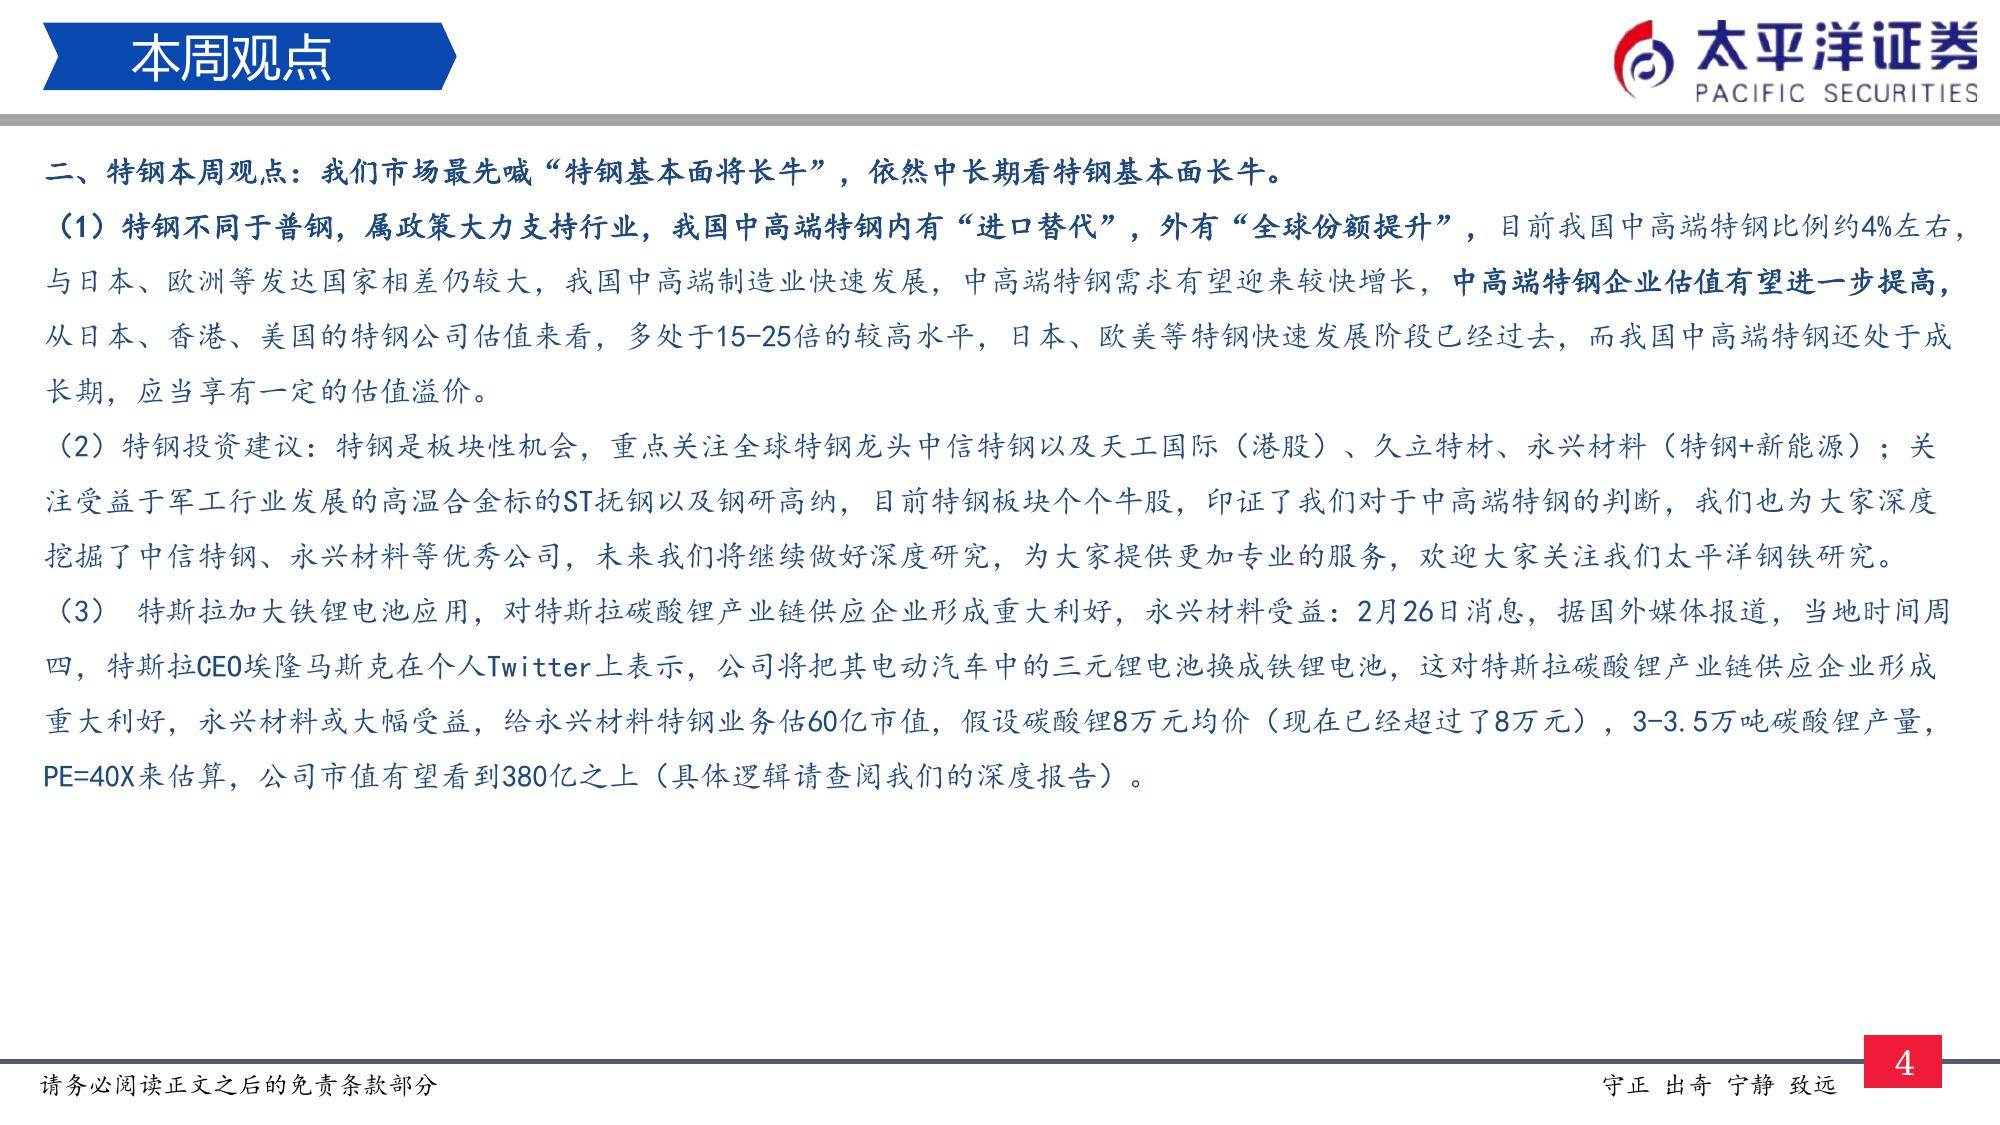 本周观点
太平洋证券
PACIFIC SECURITIES
二、特钢本周观点：我们市场最先喊“特钢基本面将长牛”，依然中长期看特钢基本面长牛。
（1）特钢不同于普钢，属政策大力支持行业，我国中高端特钢内有“进口替代”，外有“全球份额提升”，目前我国中高端特钢比例约4%左右，
与日本、欧洲等发达国家相差仍较大，我国中高端制造业快速发展，中高端特钢需求有望迎来较快增长，中高端特钢企业估值有望进一步提高，
从日本、香港、美国的特钢公司估值来看，多处于15-25倍的较高水平，日本、欧美等特钢快速发展阶段已经过去，而我国中高端特钢还处于成
长期，应当享有一定的估值溢价。
（2）特钢投资建议：特钢是板块性机会，重点关注全球特钢龙头中信特钢以及天工国际（港股）、久立特材、永兴材料（特钢+新能源）；关
注受益于军工行业发展的高温合金标的ST抚钢以及钢研高纳，目前特钢板块个个牛股，印证了我们对于中高端特钢的判断，我们也为大家深度
挖掘了中信特钢、永兴材料等优秀公司，未来我们将继续做好深度研究，为大家提供更加专业的服务，欢迎大家关注我们太平洋钢铁研究。
（3） 特斯拉加大铁锂电池应用，对特斯拉碳酸锂产业链供应企业形成重大利好，永兴材料受益：2月26日消息，据国外媒体报道，当地时间周
四，特斯拉CEO埃隆马斯克在个人Twitter上表示，公司将把其电动汽车中的三元锂电池换成铁锂电池，这对特斯拉碳酸锂产业链供应企业形成
重大利好，永兴材料或大幅受益，给永兴材料特钢业务估60亿市值，假设碳酸锂8万元均价（现在已经超过了8万元），3-3.5万吨碳酸锂产量，
PE=40X来估算，公司市值有望看到380亿之上（具体逻辑请查阅我们的深度报告）。
请务必阅读正文之后的免责条款部分
守正 出奇 宁静 致远
4